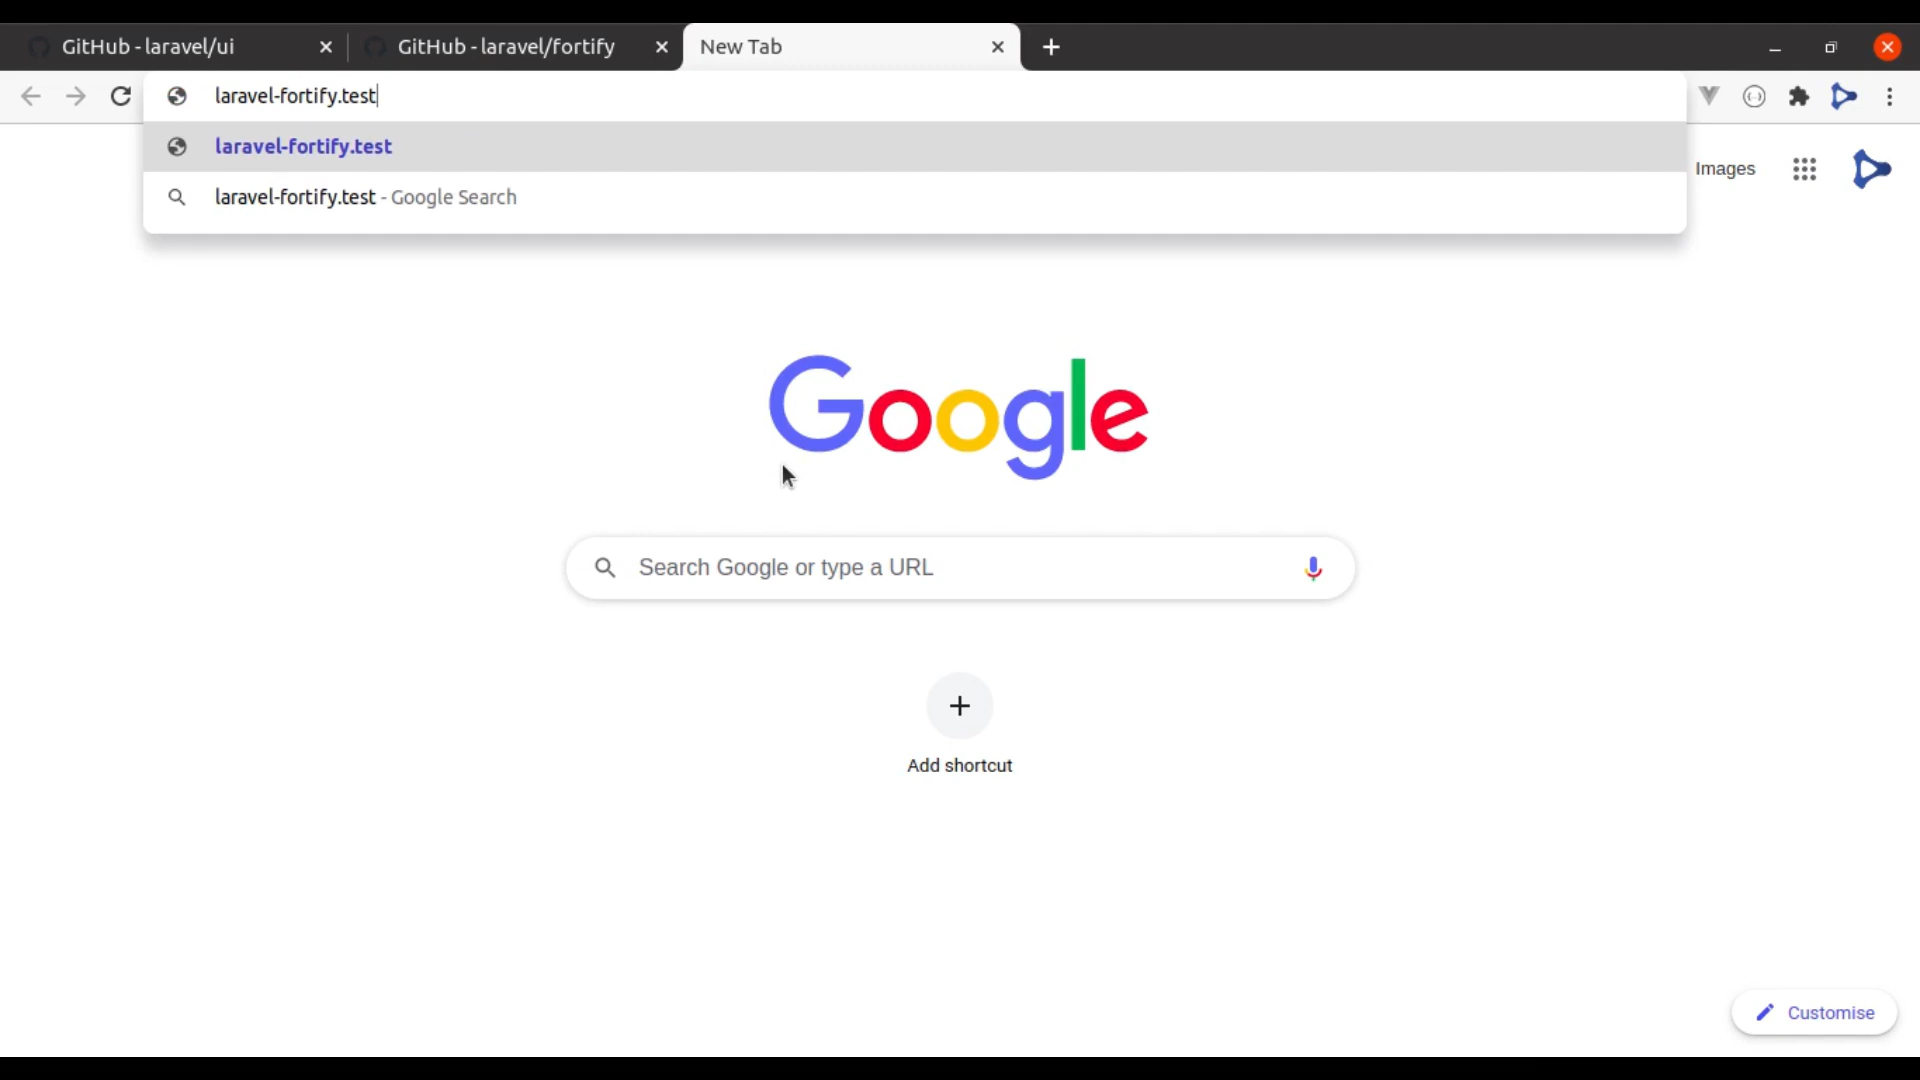 GitHub - laravel/ui
GitHub - laravel/fortify
New Tab
laravel-fortify.test
laravel-fortify.test
laravel-fortify.test - Google Search
Images
Google
Search Google or type a URL
Add shortcut
Customise